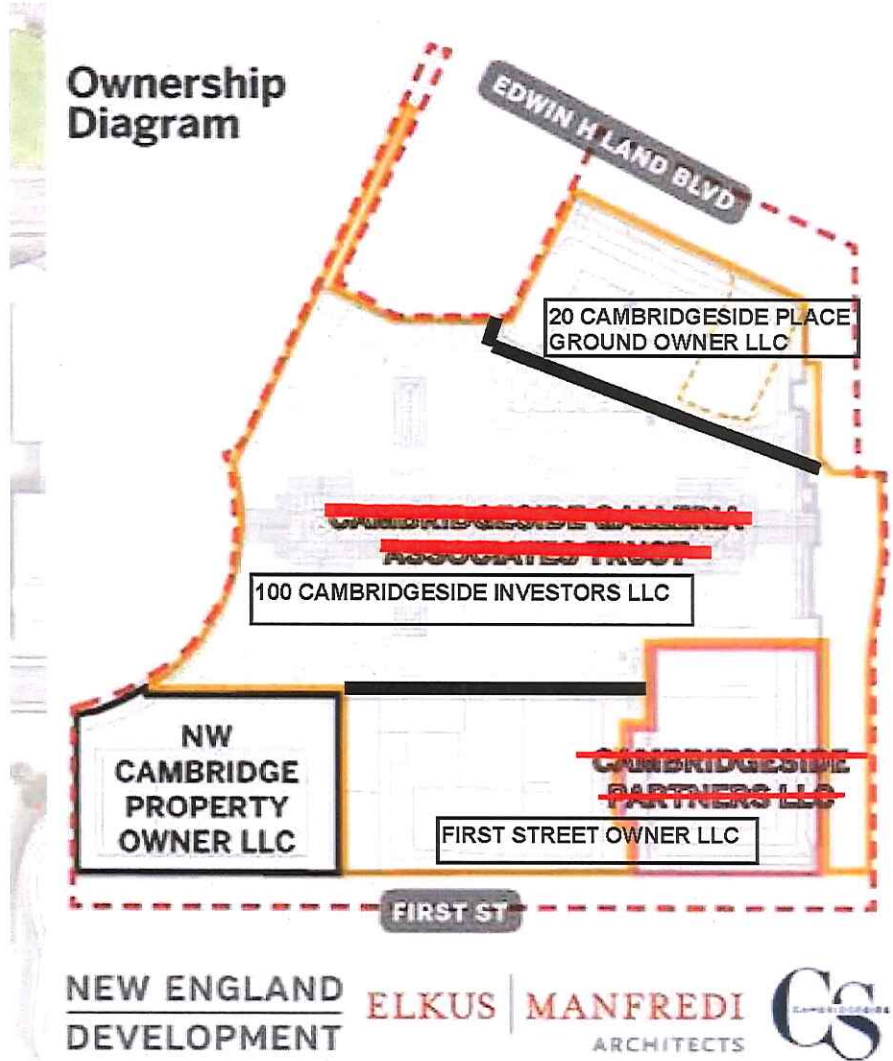 Ownership
Diagram
EDWIN H LAND BLVD
20 CAMBRIDGESIDE PLACE
GROUND OWNER LLC
CAMBRIDGESIDE GALLERIA
ASSOCIATES TRUST
100 CAMBRIDGESIDE INVESTORS LLC
NW
CAMBRIDGE
PROPERTY
OWNER LLC
CAMBRIDGESIDE
PARTNERS LLC
FIRST STREET OWNER LLC
FIRST ST
NEW ENGLAND
DEVELOPMENT
ELKUS MANFREDI
ARCHITECTS
CS
CAMBRIDGESIDE